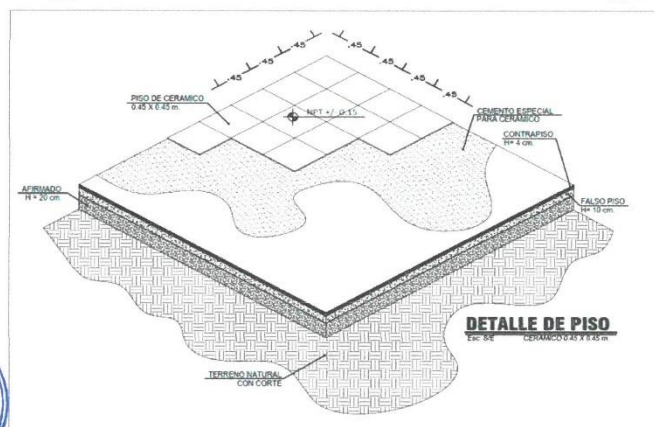 .45 .45 .45 .45 .45 .45 .45 .45
PISO DE CERAMICO
0.45 X 0.45 m.
NPT +/- 0.15
CEMENTO ESPECIAL
PARA CERAMICO
CONTRAPISO
H= 4 cm.
AFIRMADO
H = 20 cm.
FALSO PISO
H= 10 cm.
DETALLE DE PISO
Esc: S/E CERAMICO 0.45 X 0.45 m.
TERRENO NATURAL
CON CORTE